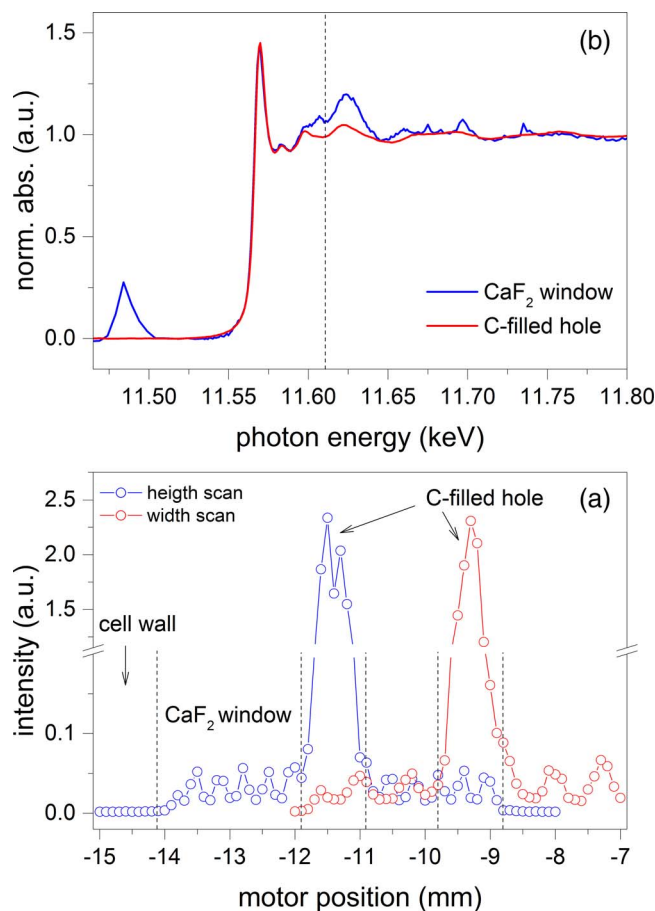 (b)
1.5
1.0
0.5
0.0
norm. abs. (a.u.)
CaF2 window
C-filled hole
11.50 11.55 11.60 11.65 11.70 11.75 11.80
photon energy (keV)
(a)
heigth scan
width scan
C-filled hole
2.5
2.0
1.5
0.1
0.0
intensity (a.u.)
cell wall
CaF2 window
-15 -14 -13 -12 -11 -10 -9 -8 -7
motor position (mm)